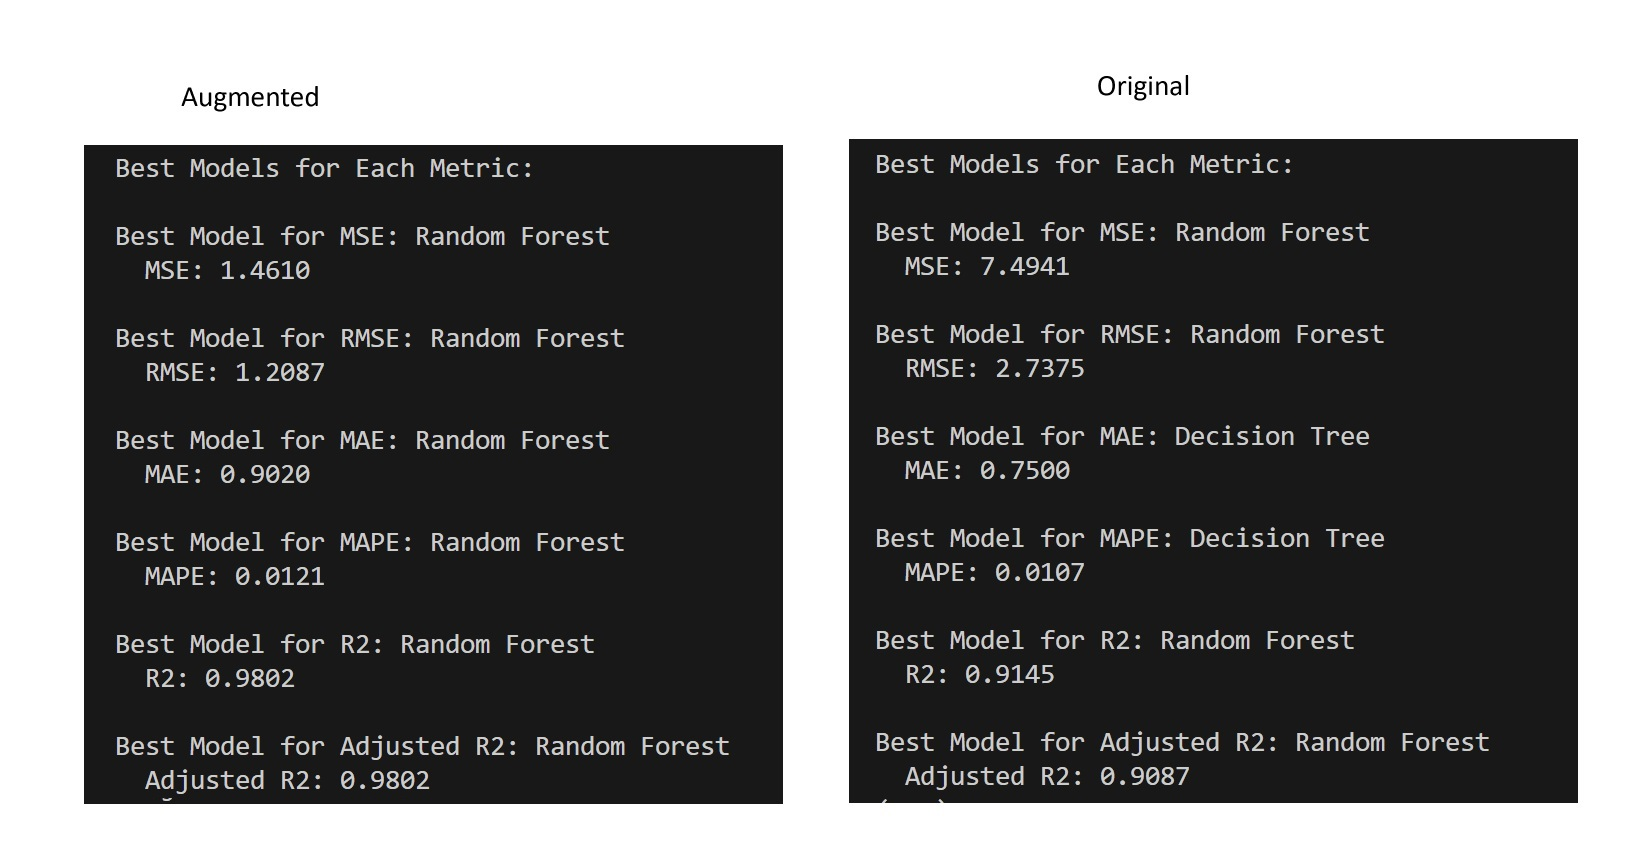 Augmented
Best Models for Each Metric:
Best Model for MSE: Random Forest
MSE: 1.4610
Best Model for RMSE: Random Forest
RMSE: 1.2087
Best Model for MAE: Random Forest
MAE: 0.9020
Best Model for MAPE: Random Forest
MAPE: 0.0121
Best Model for R2: Random Forest
R2: 0.9802
Best Model for Adjusted R2: Random Forest
Adjusted R2: 0.9802
Original
Best Models for Each Metric:
Best Model for MSE: Random Forest
MSE: 7.4941
Best Model for RMSE: Random Forest
RMSE: 2.7375
Best Model for MAE: Decision Tree
MAE: 0.7500
Best Model for MAPE: Decision Tree
MAPE: 0.0107
Best Model for R2: Random Forest
R2: 0.9145
Best Model for Adjusted R2: Random Forest
Adjusted R2: 0.9087